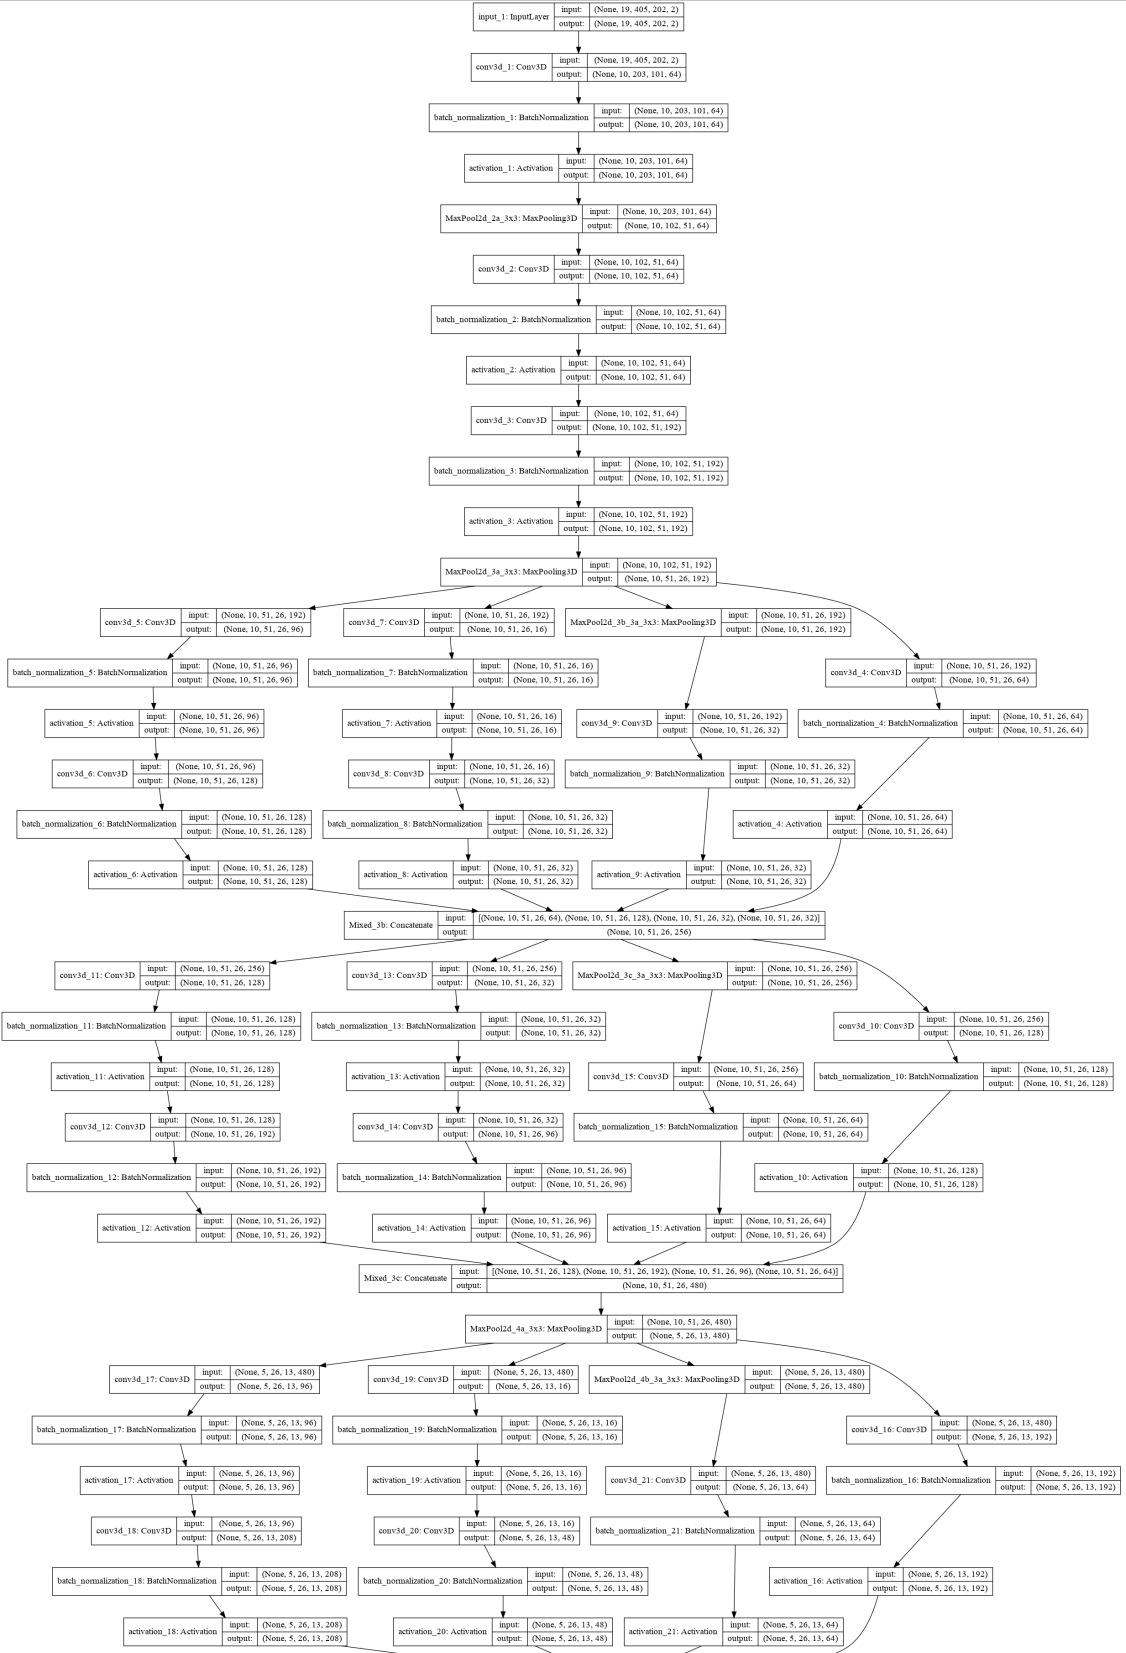 input_1: InputLayer
input: (None, 19, 405, 202, 2)
output: (None, 19, 405, 202, 2)
conv3d_1: Conv3D
input: (None, 19, 405, 202, 2)
output: (None, 10, 203, 101, 64)
batch_normalization_1: BatchNormalization
input: (None, 10, 203, 101, 64)
output: (None, 10, 203, 101, 64)
activation_1: Activation
input: (None, 10, 203, 101, 64)
output: (None, 10, 203, 101, 64)
MaxPool2d_2a_3x3: MaxPooling3D
input: (None, 10, 203, 101, 64)
output: (None, 10, 102, 51, 64)
conv3d_2: Conv3D
input: (None, 10, 102, 51, 64)
output: (None, 10, 102, 51, 64)
batch_normalization_2: BatchNormalization
input: (None, 10, 102, 51, 64)
output: (None, 10, 102, 51, 64)
activation_2: Activation
input: (None, 10, 102, 51, 64)
output: (None, 10, 102, 51, 64)
conv3d_3: Conv3D
input: (None, 10, 102, 51, 64)
output: (None, 10, 102, 51, 192)
batch_normalization_3: BatchNormalization
input: (None, 10, 102, 51, 192)
output: (None, 10, 102, 51, 192)
activation_3: Activation
input: (None, 10, 102, 51, 192)
output: (None, 10, 102, 51, 192)
MaxPool2d_3a_3x3: MaxPooling3D
input: (None, 10, 102, 51, 192)
output: (None, 10, 51, 26, 192)
conv3d_5: Conv3D
input: (None, 10, 51, 26, 192)
output: (None, 10, 51, 26, 96)
conv3d_7: Conv3D
input: (None, 10, 51, 26, 192)
output: (None, 10, 51, 26, 16)
MaxPool2d_3b_3a_3x3: MaxPooling3D
input: (None, 10, 51, 26, 192)
output: (None, 10, 51, 26, 192)
batch_normalization_5: BatchNormalization
input: (None, 10, 51, 26, 96)
output: (None, 10, 51, 26, 96)
batch_normalization_7: BatchNormalization
input: (None, 10, 51, 26, 16)
output: (None, 10, 51, 26, 16)
conv3d_4: Conv3D
input: (None, 10, 51, 26, 192)
output: (None, 10, 51, 26, 64)
activation_5: Activation
input: (None, 10, 51, 26, 96)
output: (None, 10, 51, 26, 96)
activation_7: Activation
input: (None, 10, 51, 26, 16)
output: (None, 10, 51, 26, 16)
conv3d_9: Conv3D
input: (None, 10, 51, 26, 192)
output: (None, 10, 51, 26, 32)
batch_normalization_4: BatchNormalization
input: (None, 10, 51, 26, 64)
output: (None, 10, 51, 26, 64)
conv3d_6: Conv3D
input: (None, 10, 51, 26, 96)
output: (None, 10, 51, 26, 128)
conv3d_8: Conv3D
input: (None, 10, 51, 26, 16)
output: (None, 10, 51, 26, 32)
batch_normalization_9: BatchNormalization
input: (None, 10, 51, 26, 32)
output: (None, 10, 51, 26, 32)
batch_normalization_6: BatchNormalization
input: (None, 10, 51, 26, 128)
output: (None, 10, 51, 26, 128)
batch_normalization_8: BatchNormalization
input: (None, 10, 51, 26, 32)
output: (None, 10, 51, 26, 32)
activation_4: Activation
input: (None, 10, 51, 26, 64)
output: (None, 10, 51, 26, 64)
activation_6: Activation
input: (None, 10, 51, 26, 128)
output: (None, 10, 51, 26, 128)
activation_8: Activation
input: (None, 10, 51, 26, 32)
output: (None, 10, 51, 26, 32)
activation_9: Activation
input: (None, 10, 51, 26, 32)
output: (None, 10, 51, 26, 32)
Mixed_3b: Concatenate
input: [(None, 10, 51, 26, 64), (None, 10, 51, 26, 128), (None, 10, 51, 26, 32), (None, 10, 51, 26, 32)]
output: (None, 10, 51, 26, 256)
conv3d_11: Conv3D
input: (None, 10, 51, 26, 256)
output: (None, 10, 51, 26, 128)
conv3d_13: Conv3D
input: (None, 10, 51, 26, 256)
output: (None, 10, 51, 26, 32)
MaxPool2d_3c_3a_3x3: MaxPooling3D
input: (None, 10, 51, 26, 256)
output: (None, 10, 51, 26, 256)
batch_normalization_11: BatchNormalization
input: (None, 10, 51, 26, 128)
output: (None, 10, 51, 26, 128)
batch_normalization_13: BatchNormalization
input: (None, 10, 51, 26, 32)
output: (None, 10, 51, 26, 32)
conv3d_10: Conv3D
input: (None, 10, 51, 26, 256)
output: (None, 10, 51, 26, 128)
activation_11: Activation
input: (None, 10, 51, 26, 128)
output: (None, 10, 51, 26, 128)
activation_13: Activation
input: (None, 10, 51, 26, 32)
output: (None, 10, 51, 26, 32)
conv3d_15: Conv3D
input: (None, 10, 51, 26, 256)
output: (None, 10, 51, 26, 64)
batch_normalization_10: BatchNormalization
input: (None, 10, 51, 26, 128)
output: (None, 10, 51, 26, 128)
conv3d_12: Conv3D
input: (None, 10, 51, 26, 128)
output: (None, 10, 51, 26, 192)
conv3d_14: Conv3D
input: (None, 10, 51, 26, 32)
output: (None, 10, 51, 26, 96)
batch_normalization_15: BatchNormalization
input: (None, 10, 51, 26, 64)
output: (None, 10, 51, 26, 64)
batch_normalization_12: BatchNormalization
input: (None, 10, 51, 26, 192)
output: (None, 10, 51, 26, 192)
batch_normalization_14: BatchNormalization
input: (None, 10, 51, 26, 96)
output: (None, 10, 51, 26, 96)
activation_10: Activation
input: (None, 10, 51, 26, 128)
output: (None, 10, 51, 26, 128)
activation_12: Activation
input: (None, 10, 51, 26, 192)
output: (None, 10, 51, 26, 192)
activation_14: Activation
input: (None, 10, 51, 26, 96)
output: (None, 10, 51, 26, 96)
activation_15: Activation
input: (None, 10, 51, 26, 64)
output: (None, 10, 51, 26, 64)
Mixed_3c: Concatenate
input: [(None, 10, 51, 26, 128), (None, 10, 51, 26, 192), (None, 10, 51, 26, 96), (None, 10, 51, 26, 64)]
output: (None, 10, 51, 26, 480)
MaxPool2d_4a_3x3: MaxPooling3D
input: (None, 10, 51, 26, 480)
output: (None, 5, 26, 13, 480)
conv3d_17: Conv3D
input: (None, 5, 26, 13, 480)
output: (None, 5, 26, 13, 96)
conv3d_19: Conv3D
input: (None, 5, 26, 13, 480)
output: (None, 5, 26, 13, 16)
MaxPool2d_4b_3a_3x3: MaxPooling3D
input: (None, 5, 26, 13, 480)
output: (None, 5, 26, 13, 480)
batch_normalization_17: BatchNormalization
input: (None, 5, 26, 13, 96)
output: (None, 5, 26, 13, 96)
batch_normalization_19: BatchNormalization
input: (None, 5, 26, 13, 16)
output: (None, 5, 26, 13, 16)
conv3d_16: Conv3D
input: (None, 5, 26, 13, 480)
output: (None, 5, 26, 13, 192)
activation_17: Activation
input: (None, 5, 26, 13, 96)
output: (None, 5, 26, 13, 96)
activation_19: Activation
input: (None, 5, 26, 13, 16)
output: (None, 5, 26, 13, 16)
conv3d_21: Conv3D
input: (None, 5, 26, 13, 480)
output: (None, 5, 26, 13, 64)
batch_normalization_16: BatchNormalization
input: (None, 5, 26, 13, 192)
output: (None, 5, 26, 13, 192)
conv3d_18: Conv3D
input: (None, 5, 26, 13, 96)
output: (None, 5, 26, 13, 208)
conv3d_20: Conv3D
input: (None, 5, 26, 13, 16)
output: (None, 5, 26, 13, 48)
batch_normalization_21: BatchNormalization
input: (None, 5, 26, 13, 64)
output: (None, 5, 26, 13, 64)
batch_normalization_18: BatchNormalization
input: (None, 5, 26, 13, 208)
output: (None, 5, 26, 13, 208)
batch_normalization_20: BatchNormalization
input: (None, 5, 26, 13, 48)
output: (None, 5, 26, 13, 48)
activation_16: Activation
input: (None, 5, 26, 13, 192)
output: (None, 5, 26, 13, 192)
activation_18: Activation
input: (None, 5, 26, 13, 208)
output: (None, 5, 26, 13, 208)
activation_20: Activation
input: (None, 5, 26, 13, 48)
output: (None, 5, 26, 13, 48)
activation_21: Activation
input: (None, 5, 26, 13, 64)
output: (None, 5, 26, 13, 64)